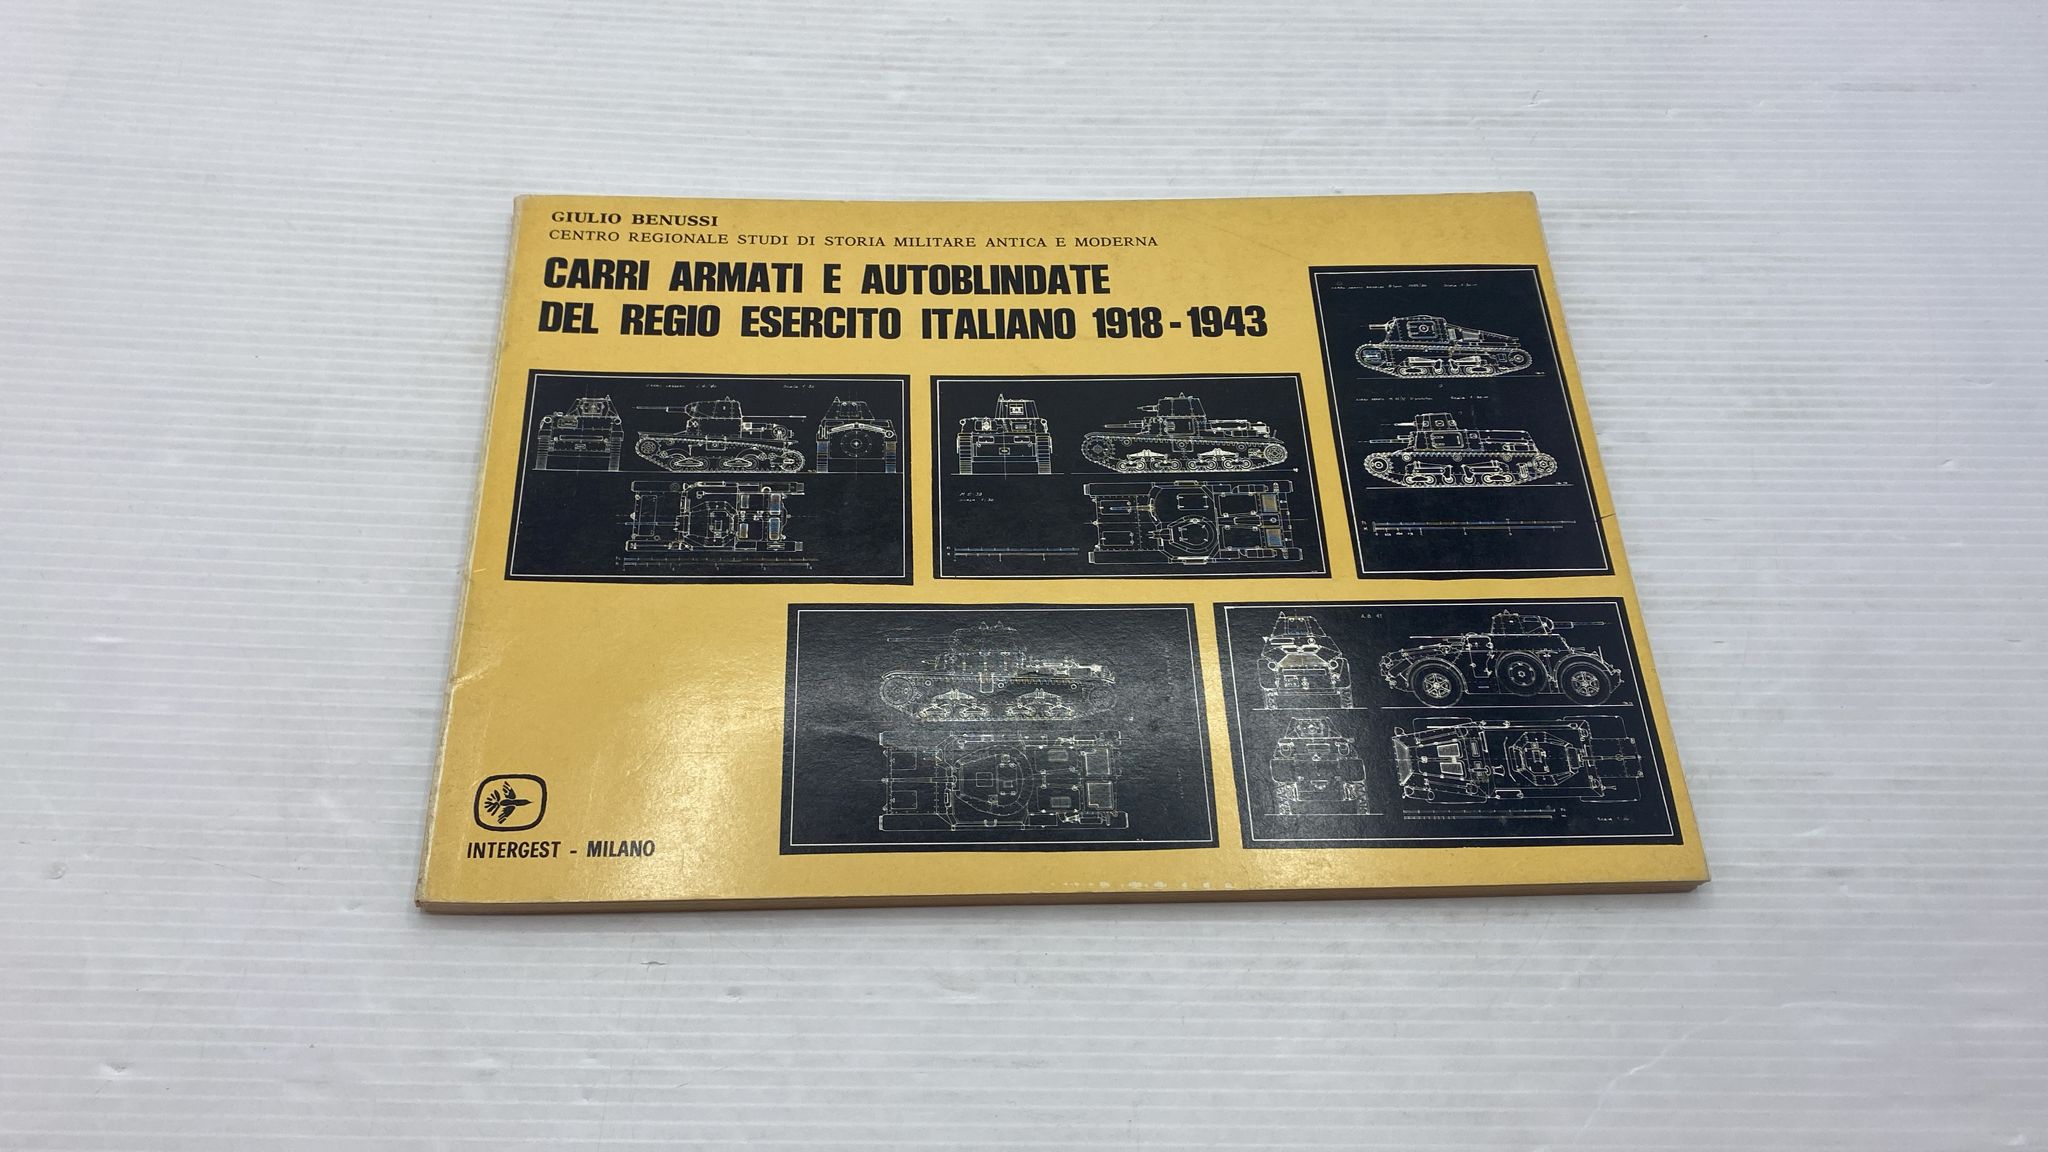 GIULIO BENUSSI
CENTRO REGIONALE STUDI DI STORIA MILITARE ANTICA E MODERNA
CARRI ARMATI E AUTOBLINDATE
DEL REGIO ESERCITO ITALIANO 1918 - 1943
A.B. 41
INTERGEST - MILANO